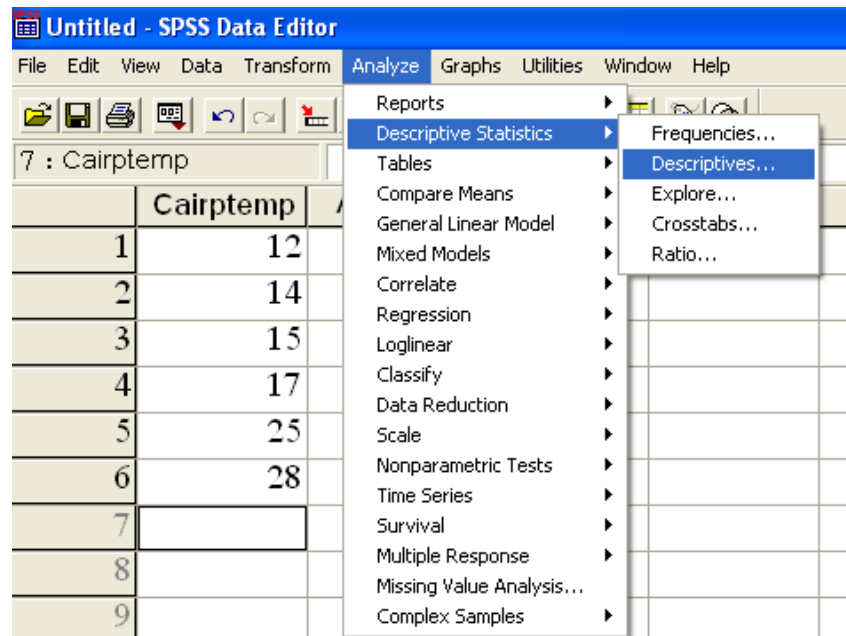 SPSS
Untitled - SPSS Data Editor
File Edit View Data Transform Analyze Graphs Utilities Window Help
7 : Cairptemp
Cairptemp
1 12
2 14
3 15
4 17
5 25
6 28
7
8
9
Reports
Descriptive Statistics
Tables
Compare Means
General Linear Model
Mixed Models
Correlate
Regression
Loglinear
Classify
Data Reduction
Scale
Nonparametric Tests
Time Series
Survival
Multiple Response
Missing Value Analysis...
Complex Samples
Frequencies...
Descriptives...
Explore...
Crosstabs...
Ratio...